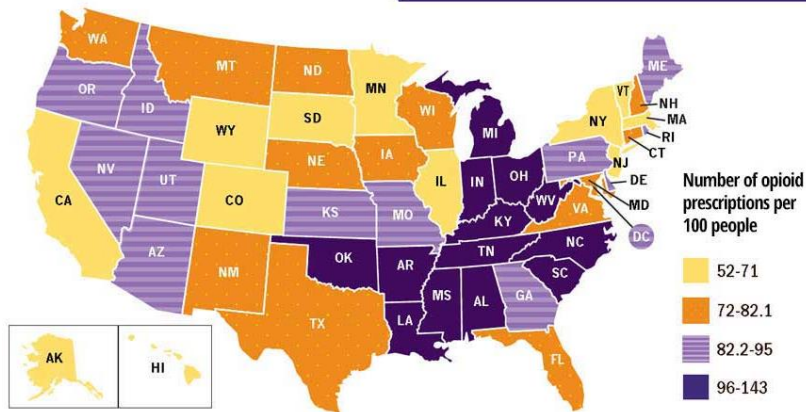 WA
MT
ND
MN
ME
OR
ID
SD
WI
VT
NH
NY
MA
WY
MI
RI
CT
NE
IA
PA
NJ
NV
UT
CO
IL
IN
OH
DE
MD
CA
KS
MO
WV
VA
DC
KY
AZ
NM
OK
AR
TN
NC
SC
TX
LA
MS
AL
GA
FL
AK
HI
Number of opioid
prescriptions per
100 people
52-71
72-82.1
82.2-95
96-143